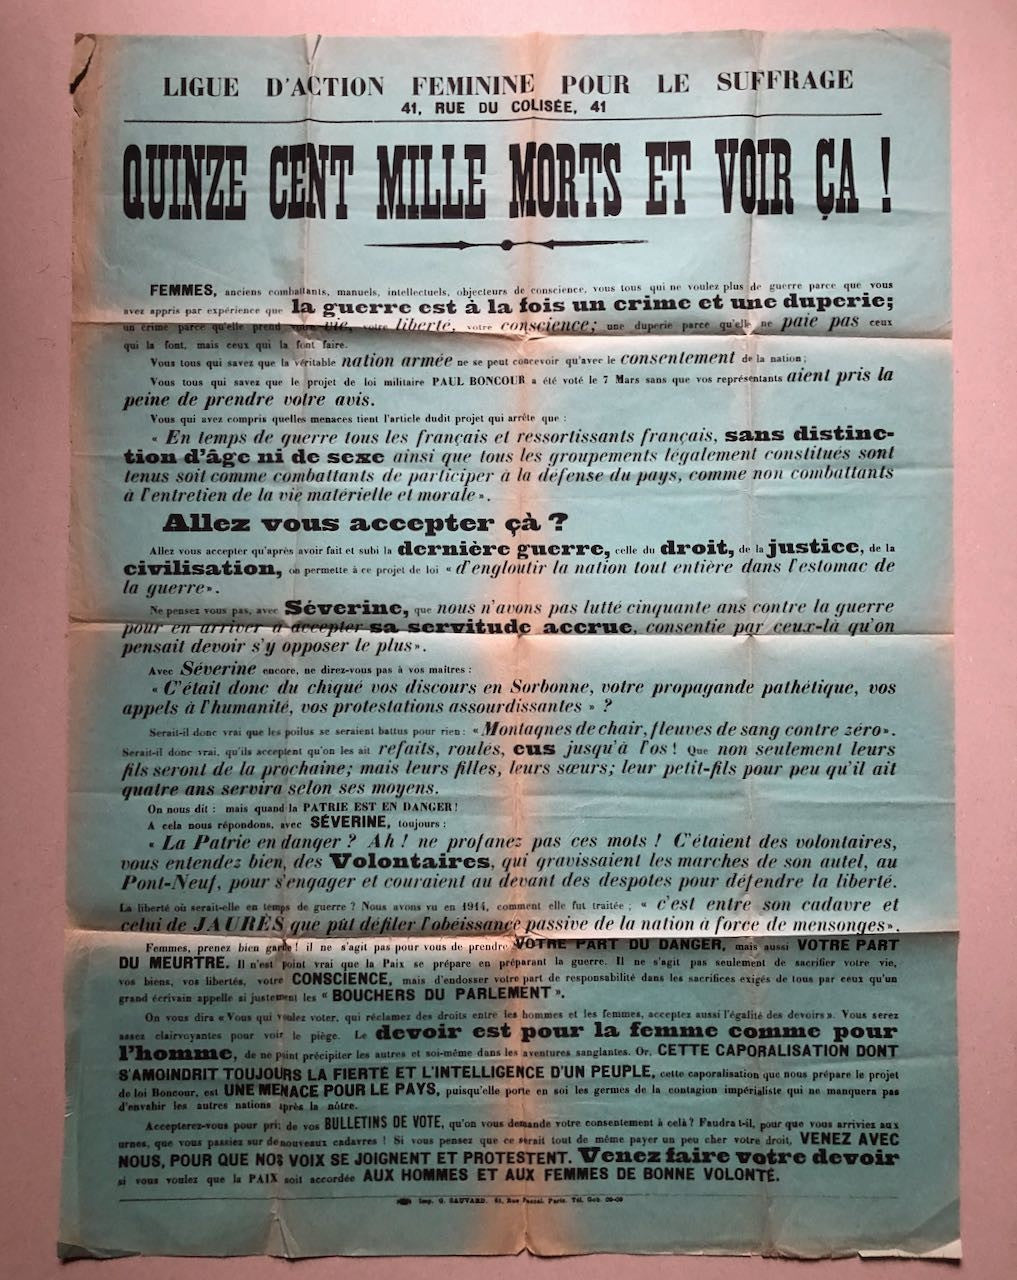 LIGUE D'ACTION FEMININE POUR LE SUFFRAGE
41, RUE DU COLISÉE, 41
QUINZE CENT MILLE MORTS ET VOIR ÇA !
FEMMES, anciens combattants, manuels, intellectuels, objecteurs de conscience, vous tous qui ne voulez plus de guerre parce que vous
avez appris par expérience que la guerre est à la fois un crime et une duperie;
un crime parce qu'elle prend votre vie, votre liberté, votre conscience; une duperie parce qu'elle ne paie pas ceux
qui la font, mais ceux qui la font faire.
Vous tous qui savez que la véritable nation armée ne se peut concevoir qu'avec le consentement de la nation;
Vous tous qui savez que le projet de loi militaire PAUL BONCOUR a été voté le 7 Mars sans que vos représentants aient pris la
peine de prendre votre avis.
Vous qui avez compris quelles menaces tient l'article dudit projet qui arrête que :
« En temps de guerre tous les français et ressortissants français, sans distinc-
tion d'âge ni de sexe ainsi que tous les groupements légalement constitués sont
tenus soit comme combattants de participer à la défense du pays, comme non combattants
à l'entretien de la vie matérielle et morale ».
Allez vous accepter çà ?
Allez vous accepter qu'après avoir fait et subi la dernière guerre, celle du droit, de la justice, de la
civilisation, on permette à ce projet de loi « d'engloutir la nation tout entière dans l'estomac de
la guerre ».
Ne pensez vous pas, avec Séverine, que nous n'avons pas lutté cinquante ans contre la guerre
pour en arriver à accepter sa servitude accrue, consentie par ceux-là qu'on
pensait devoir s'y opposer le plus ».
Avec Séverine encore, ne direz-vous pas à vos maîtres :
« C'était donc du chiqué vos discours en Sorbonne, votre propagande pathétique, vos
appels à l'humanité, vos protestations assourdissantes » ?
Serait-il donc vrai que les poilus se seraient battus pour rien : « Montagnes de chair, fleuves de sang contre zéro ».
Serait-il donc vrai, qu'ils acceptent qu'on les ait refaits, roulés, eus jusqu'à l'os ! Que non seulement leurs
fils seront de la prochaine; mais leurs filles, leurs sœurs; leur petit-fils pour peu qu'il ait
quatre ans servira selon ses moyens.
On nous dit : mais quand la PATRIE EST EN DANGER !
A cela nous répondons, avec SÉVERINE, toujours :
« La Patrie en danger ? Ah ! ne profanez pas ces mots ! C'étaient des volontaires,
vous entendez bien, des Volontaires, qui gravissaient les marches de son autel, au
Pont-Neuf, pour s'engager et couraient au devant des despotes pour défendre la liberté.
La liberté où serait-elle en temps de guerre ? Nous avons vu en 1914, comment elle fut traitée ; « c'est entre son cadavre et
celui de JAURÈS que pût défiler l'obéissance passive de la nation à force de mensonges ».
Femmes, prenez bien garde ! il ne s'agit pas pour vous de prendre VOTRE PART DU DANGER, mais aussi VOTRE PART
DU MEURTRE. Il n'est point vrai que la Paix se prépare en préparant la guerre. Il ne s'agit pas seulement de sacrifier votre vie,
vos biens, vos libertés, votre CONSCIENCE, mais d'endosser votre part de responsabilité dans les sacrifices exigés de tous par ceux qu'un
grand écrivain appelle si justement les « BOUCHERS DU PARLEMENT ».
On vous dira « Vous qui voulez voter, qui réclamez des droits entre les hommes et les femmes, acceptez aussi l'égalité des devoirs ». Vous serez
assez clairvoyantes pour voir le piège. Le devoir est pour la femme comme pour
l'homme, de ne point précipiter les autres et soi-même dans les aventures sanglantes. Or, CETTE CAPORALISATION DONT
S'AMOINDRIT TOUJOURS LA FIERTÉ ET L'INTELLIGENCE D'UN PEUPLE, cette caporalisation que nous prépare le projet
de loi Boncour, est UNE MENACE POUR LE PAYS, puisqu'elle porte en soi les germes de la contagion impérialiste qui ne manquera pas
d'envahir les autres nations après la nôtre.
Accepterez-vous pour prix de vos BULLETINS DE VOTE, qu'on vous demande votre consentement à celà ? Faudrat-il, pour que vous arriviez aux
urnes, que vous passiez sur de nouveaux cadavres ! Si vous pensez que ce serait tout de même payer un peu cher votre droit, VENEZ AVEC
NOUS, POUR QUE NOS VOIX SE JOIGNENT ET PROTESTENT. Venez faire votre devoir
si vous voulez que la PAIX soit accordée AUX HOMMES ET AUX FEMMES DE BONNE VOLONTÉ.
Imp. G. SAUVARD, 61, Rue Pascal. Paris. Tél. Gob. 09-09